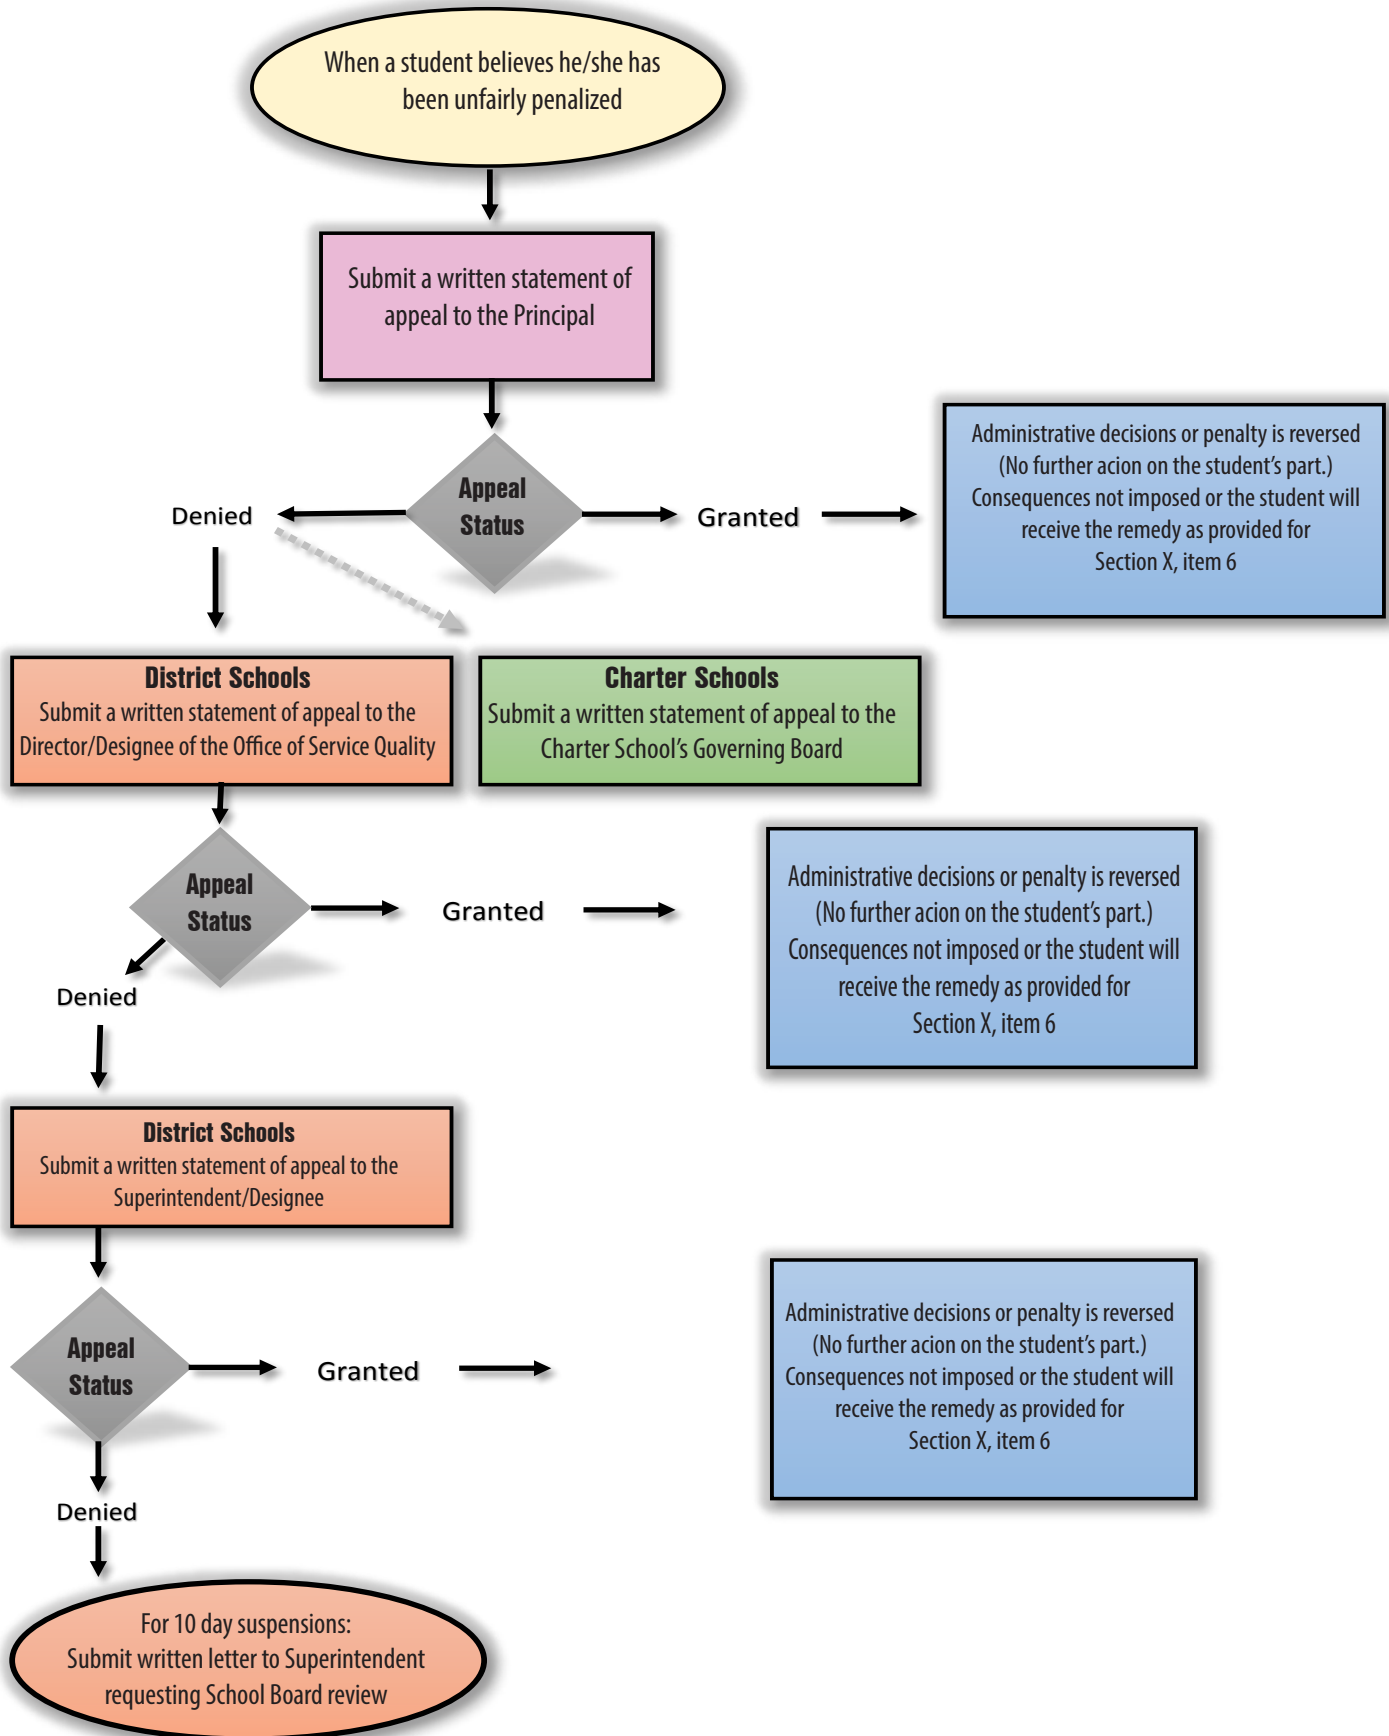 When a student believes he/she has
been unfairly penalized
Submit a written statement of
appeal to the Principal
Appeal
Status
Denied
Granted
Administrative decisions or penalty is reversed
(No further acion on the student’s part.)
Consequences not imposed or the student will
receive the remedy as provided for
Section X, item 6
District Schools
Submit a written statement of appeal to the
Director/Designee of the Office of Service Quality
Charter Schools
Submit a written statement of appeal to the
Charter School’s Governing Board
Appeal
Status
Granted
Denied
Administrative decisions or penalty is reversed
(No further acion on the student’s part.)
Consequences not imposed or the student will
receive the remedy as provided for
Section X, item 6
District Schools
Submit a written statement of appeal to the
Superintendent/Designee
Appeal
Status
Granted
Administrative decisions or penalty is reversed
(No further acion on the student’s part.)
Consequences not imposed or the student will
receive the remedy as provided for
Section X, item 6
Denied
For 10 day suspensions:
Submit written letter to Superintendent
requesting School Board review